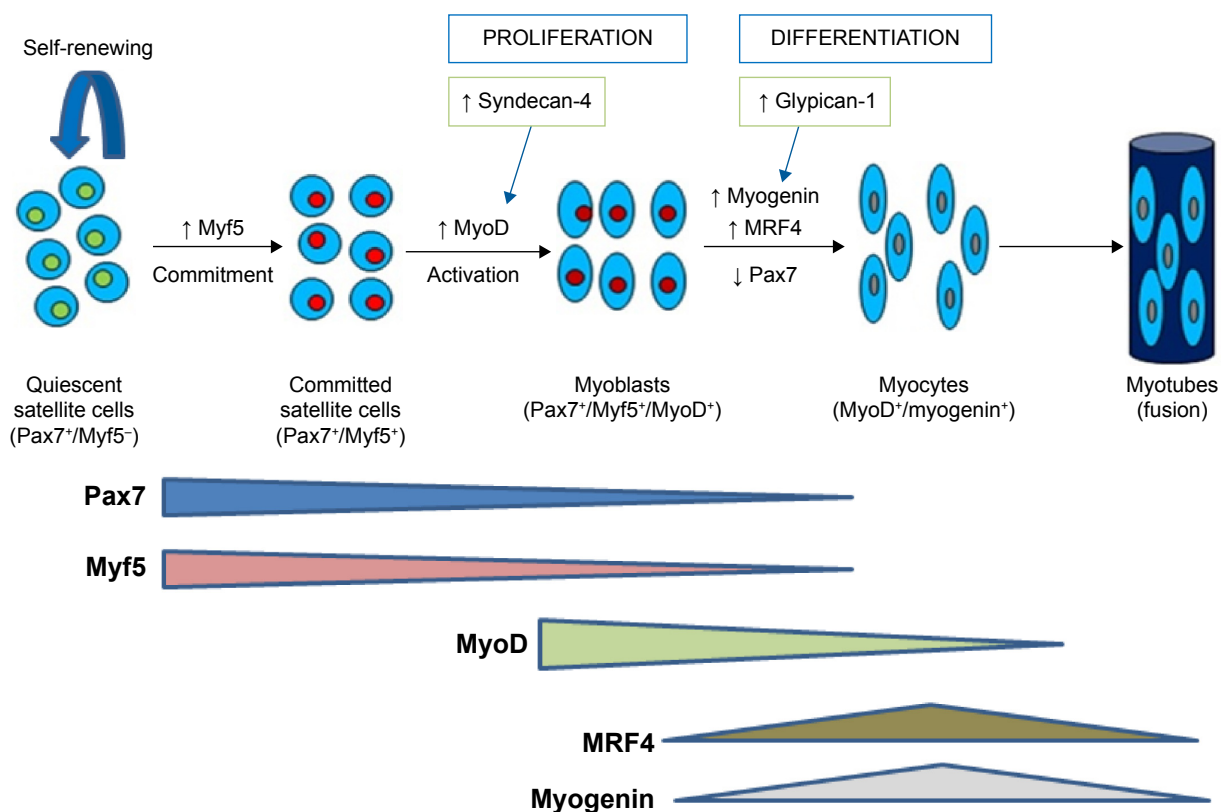 Self-renewing
PROLIFERATION
DIFFERENTIATION
↑ Syndecan-4
↑ Glypican-1
↑ Myf5
Commitment
↑ MyoD
Activation
↑ Myogenin
↑ MRF4
↓ Pax7
Quiescent
satellite cells
(Pax7⁺/Myf5⁻)
Committed
satellite cells
(Pax7⁺/Myf5⁺)
Myoblasts
(Pax7⁺/Myf5⁺/MyoD⁺)
Myocytes
(MyoD⁺/myogenin⁺)
Myotubes
(fusion)
Pax7
Myf5
MyoD
MRF4
Myogenin